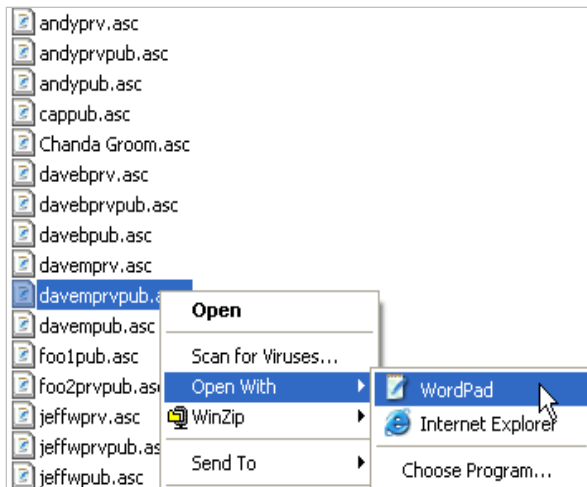 andyprv.asc
andyprvpub.asc
andypub.asc
cappub.asc
Chanda Groom.asc
davebprv.asc
davebprvpub.asc
davebpub.asc
davemprv.asc
davemprvpub.a
davempub.asc
foo1pub.asc
foo2prvpub.as
jeffwprv.asc
jeffwprvpub.as
jeffwpub.asc
Open
Scan for Viruses...
Open With
WinZip
Send To
WordPad
Internet Explorer
Choose Program...